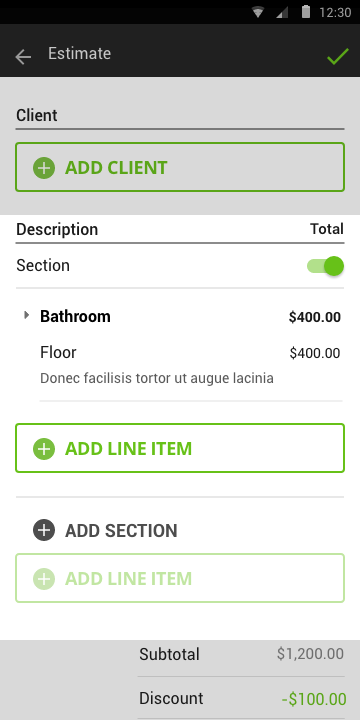 12:30
Estimate
Client
ADD CLIENT
Description Total
Section
Bathroom $400.00
Floor $400.00
Donec facilisis tortor ut augue lacinia
ADD LINE ITEM
ADD SECTION
ADD LINE ITEM
Subtotal $1,200.00
Discount -$100.00